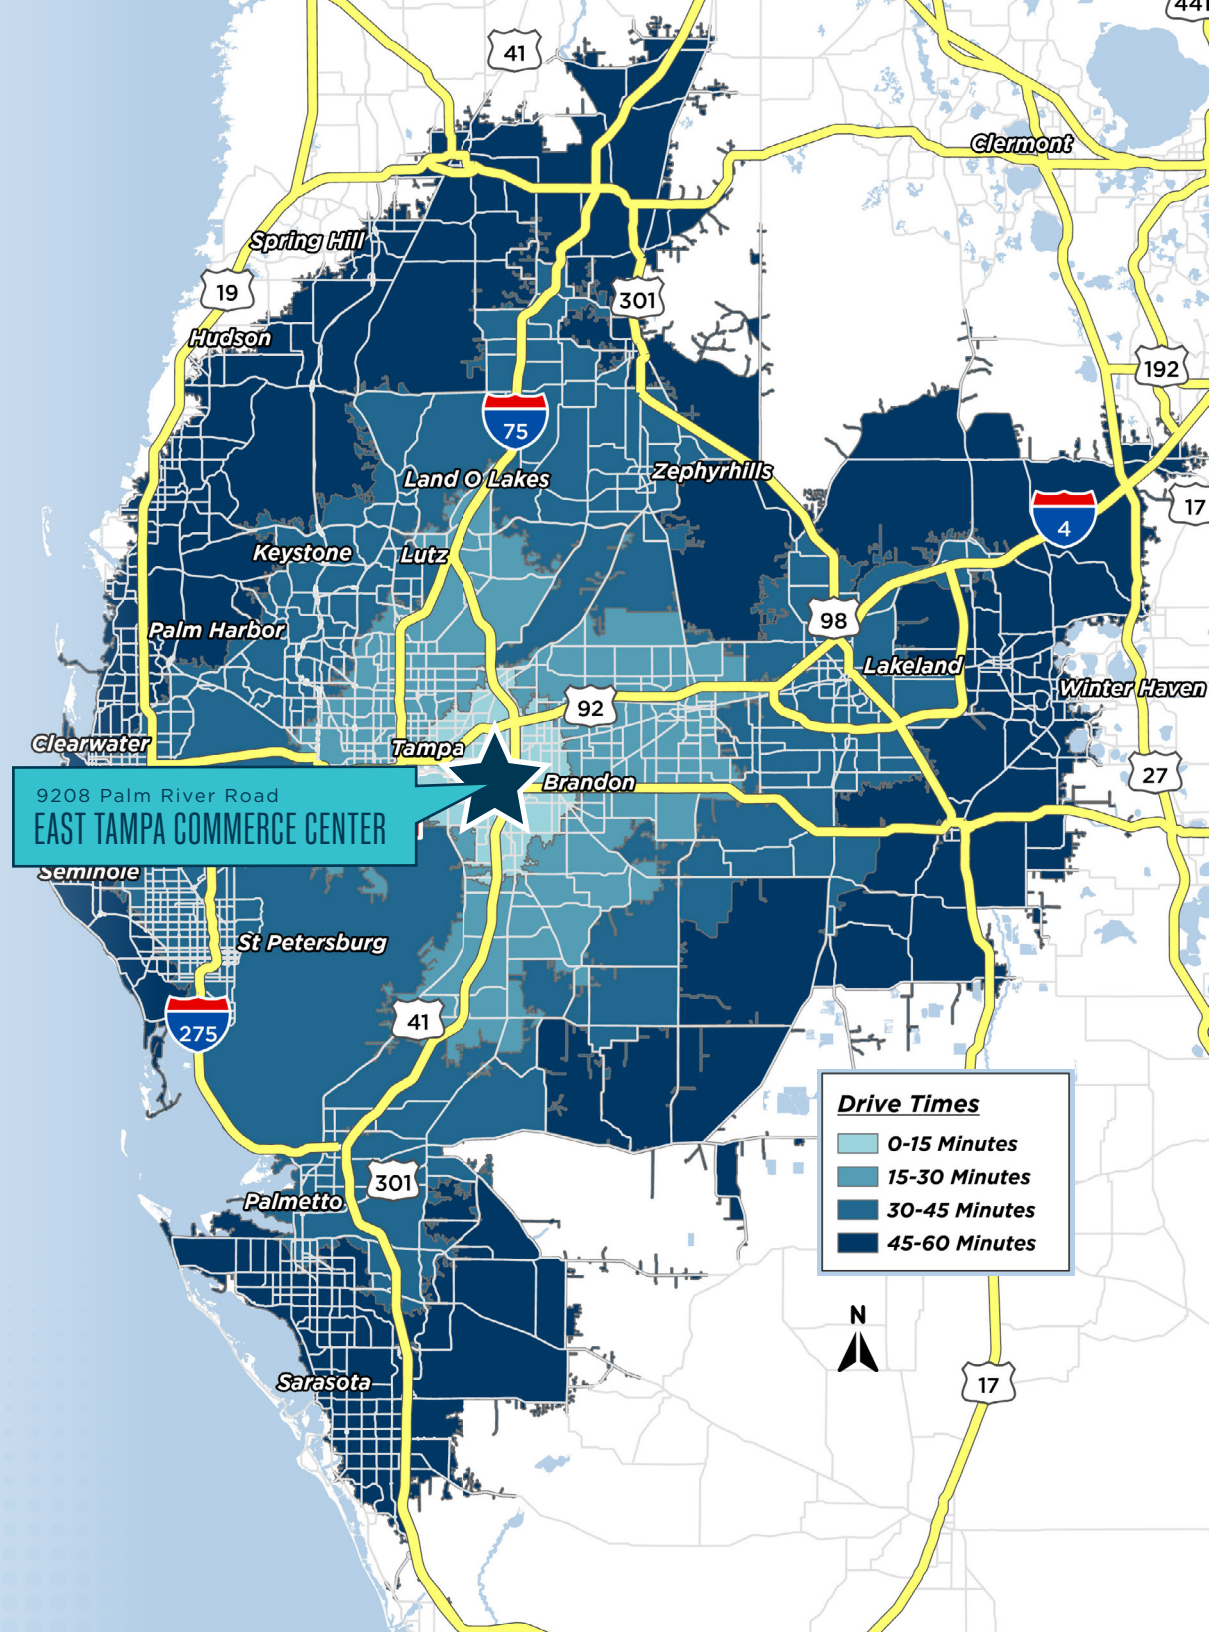 441
41
Clermont
Spring Hill
19
301
Hudson
192
75
Land O Lakes
Zephyrhills
17
4
Keystone
Lutz
98
Palm Harbor
Lakeland
Winter Haven
92
Clearwater
Tampa
27
Brandon
9208 Palm River Road
EAST TAMPA COMMERCE CENTER
Seminole
St Petersburg
41
275
Drive Times
0-15 Minutes
15-30 Minutes
30-45 Minutes
45-60 Minutes
301
Palmetto
N
Sarasota
17